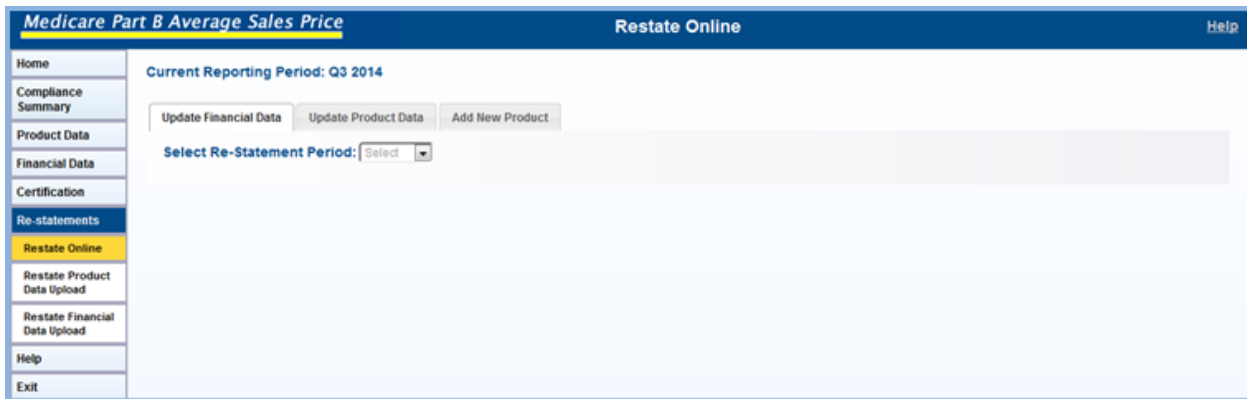 Medicare Part B Average Sales Price
Restate Online
Help
Home
Compliance
Summary
Product Data
Financial Data
Certification
Re-statements
Restate Online
Restate Product
Data Upload
Restate Financial
Data Upload
Help
Exit
Current Reporting Period: Q3 2014
Update Financial Data
Update Product Data
Add New Product
Select Re-Statement Period: Select